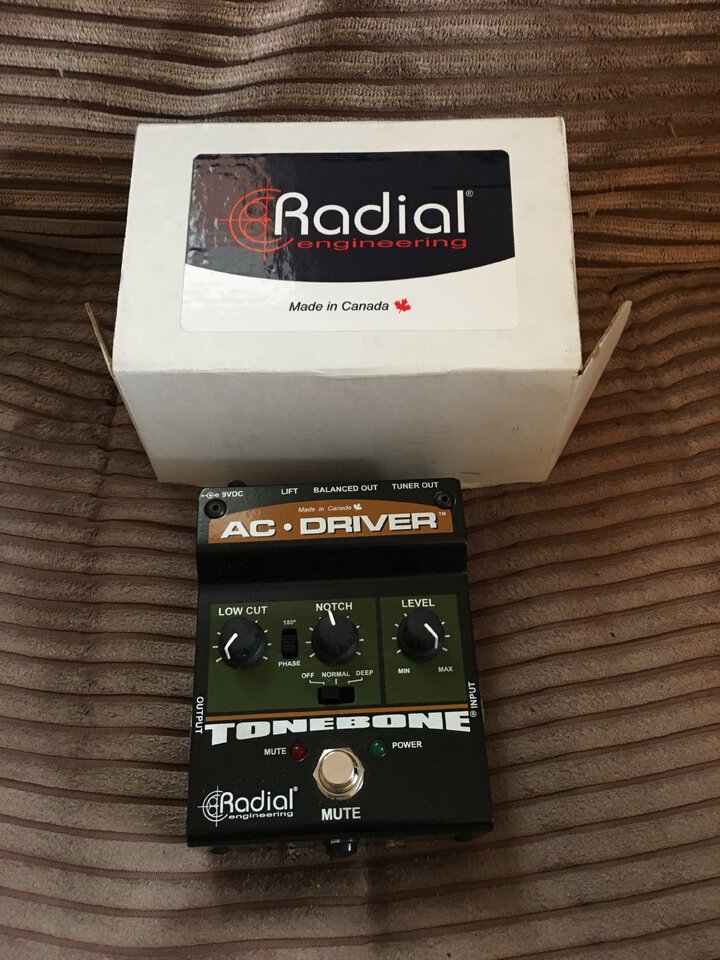 Radial®
engineering
Made in Canada
9VDC LIFT BALANCED OUT TUNER OUT
Made in Canada
AC · DRIVER™
LOW CUT NOTCH LEVEL
180°
PHASE
OFF NORMAL DEEP
MIN MAX
OUTPUT
INPUT
TONEBONE®
MUTE POWER
Radial®
engineering
MUTE